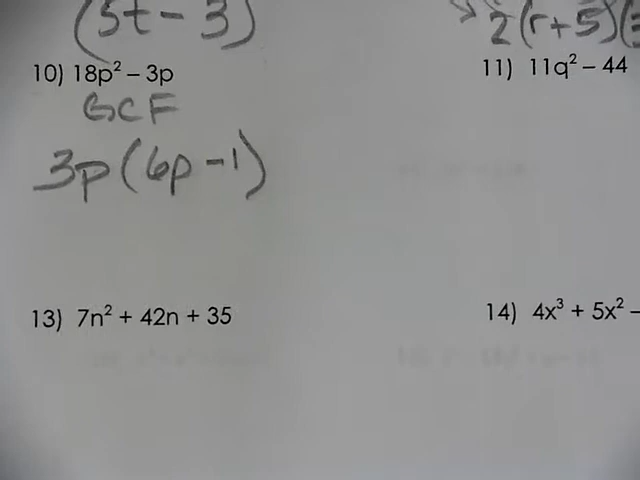 (5t - 3)
2(r+5)(
10) 18p² – 3p
11) 11q² – 44
GCF
3p(6p - 1)
13) 7n² + 42n + 35
14) 4x³ + 5x² –